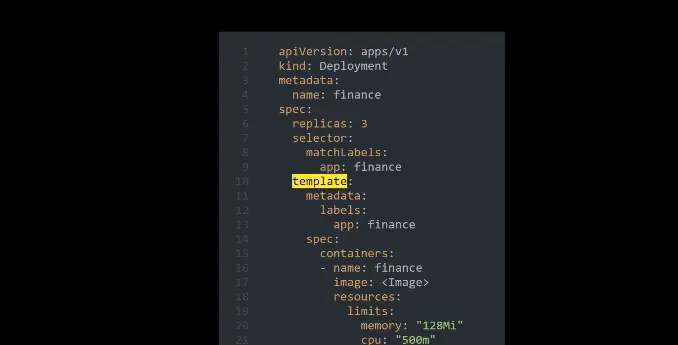 1 apiVersion: apps/v1
2 kind: Deployment
3 metadata:
4 name: finance
5 spec:
6 replicas: 3
7 selector:
8 matchLabels:
9 app: finance
10 template:
11 metadata:
12 labels:
13 app: finance
14 spec:
15 containers:
16 - name: finance
17 image: <Image>
18 resources:
19 limits:
20 memory: "128Mi"
21 cpu: "500m"